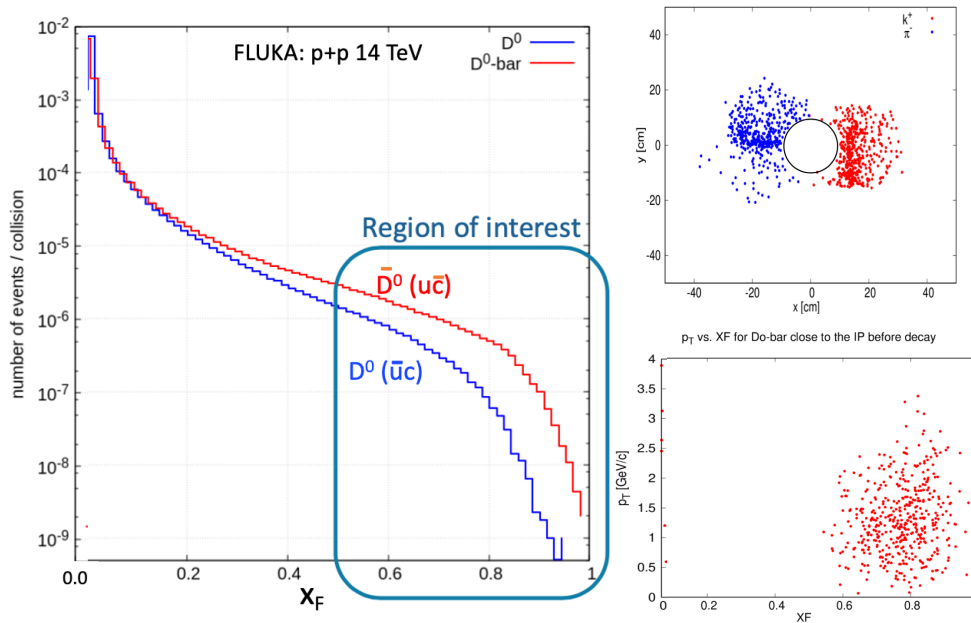 FLUKA: p+p 14 TeV
D⁰
D⁰-bar
10⁻²
10⁻³
10⁻⁴
10⁻⁵
10⁻⁶
10⁻⁷
10⁻⁸
10⁻⁹
number of events / collision
Region of interest
D̄⁰ (uc̄)
D⁰ (ūc)
0.0
0.2
0.4
0.6
0.8
1
X_F
k⁺
π⁻
40
20
0
-20
-40
y [cm]
-40
-20
0
20
40
x [cm]
p_T vs. XF for Do-bar close to the IP before decay
4
3.5
3
2.5
2
1.5
1
0.5
0
p_T [GeV/c]
0
0.2
0.4
0.6
0.8
XF